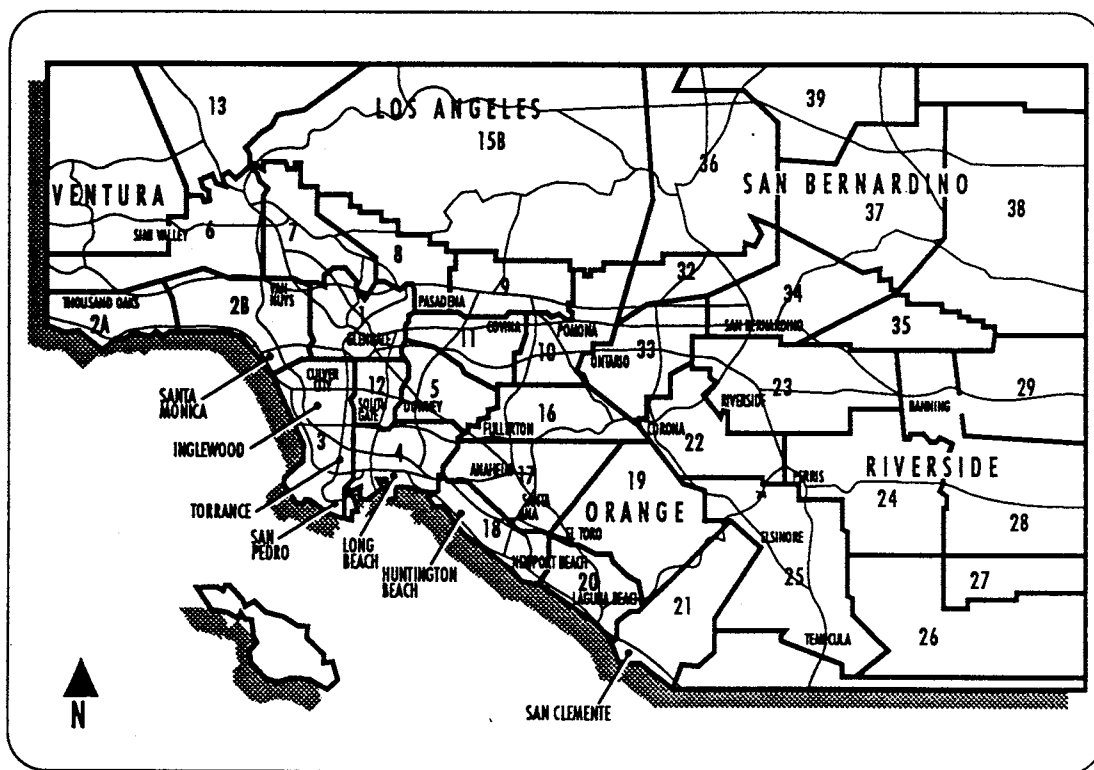 13
LOS ANGELES
15B
39
36
VENTURA
SAN BERNARDINO
37
38
SIMI VALLEY
6
7
8
9
32
34
THOUSAND OAKS
2A
2B
VAN NUYS
1
GLENDALE
PASADENA
COVINA
POMONA
11
10
ONTARIO
33
SAN BERNARDINO
35
SANTA MONICA
CULVER CITY
12
SOUTH GATE
5
DOWNEY
16
FULLERTON
CORONA
22
RIVERSIDE
23
BANNING
29
INGLEWOOD
3
4
TORRANCE
SAN PEDRO
LONG BEACH
HUNTINGTON BEACH
ANAHEIM
17
SANTA ANA
18
19
ORANGE
EL TORO
NEWPORT BEACH
20
LAGUNA BEACH
21
PERRIS
RIVERSIDE
24
28
ELSINORE
25
27
26
TEMECULA
SAN CLEMENTE
N